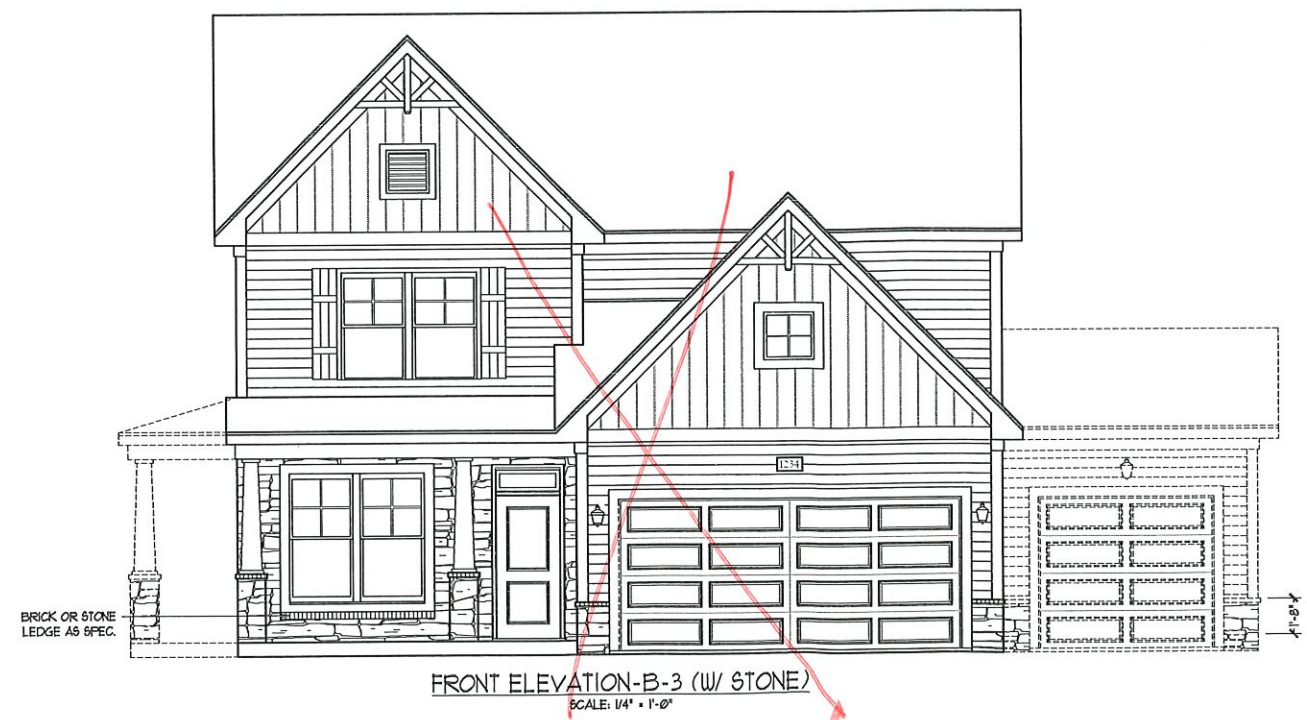 1234
BRICK OR STONE
LEDGE AS SPEC.
1'-8"±
FRONT ELEVATION-B-3 (W/ STONE)
SCALE: 1/4" = 1'-0"